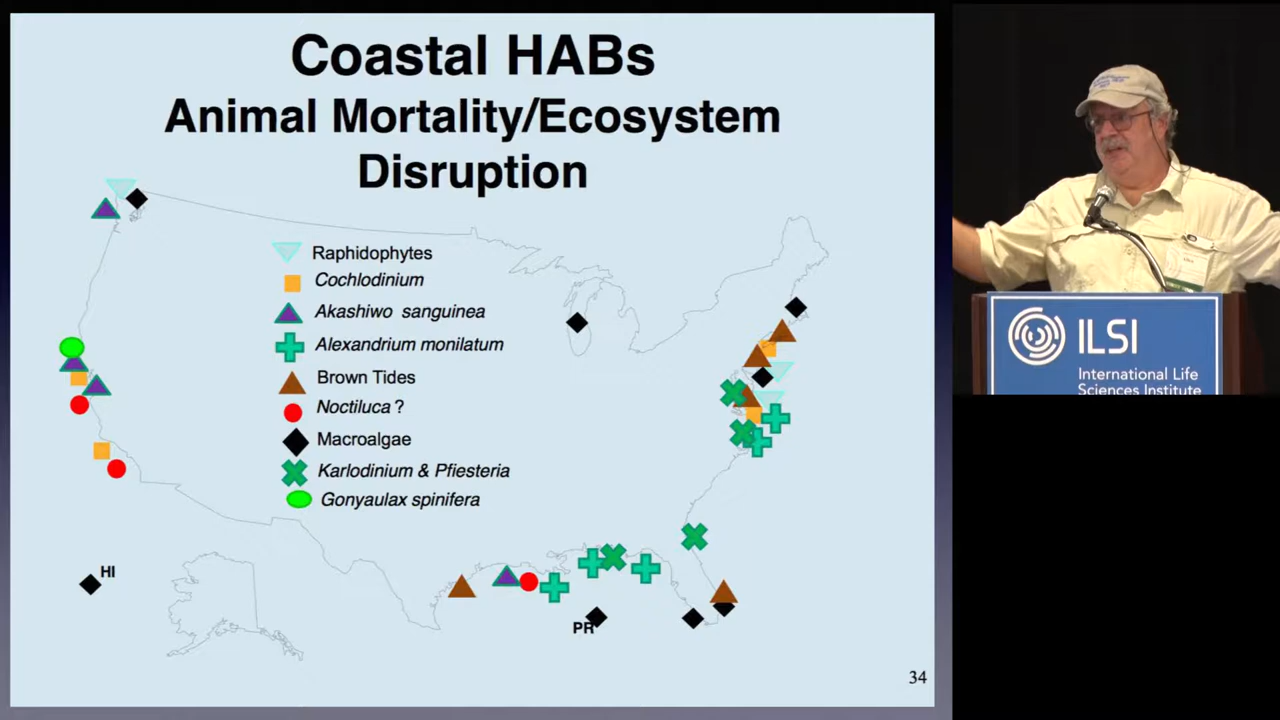 Coastal HABs
Animal Mortality/Ecosystem
Disruption
Raphidophytes
Cochlodinium
Akashiwo sanguinea
Alexandrium monilatum
Brown Tides
Noctiluca ?
Macroalgae
Karlodinium & Pfiesteria
Gonyaulax spinifera
HI
PR
34
ILSI
International Life
Sciences Institute